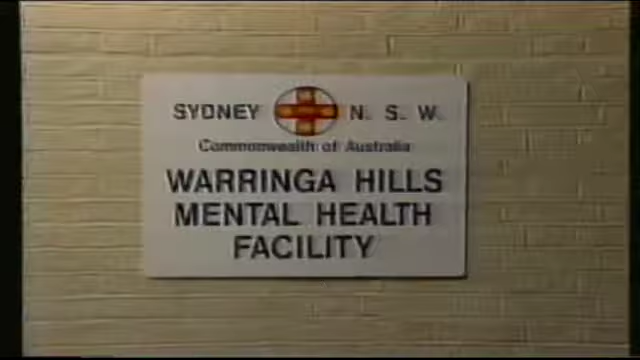 SYDNEY N. S. W.
Commonwealth of Australia
WARRINGA HILLS
MENTAL HEALTH
FACILITY